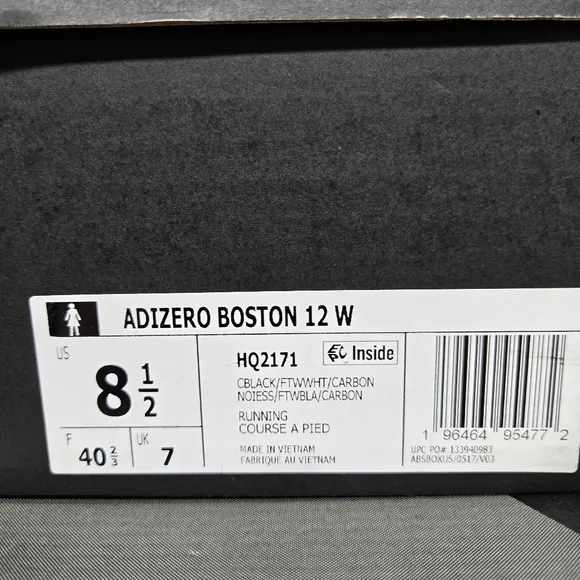 ADIZERO BOSTON 12 W
US
8 1/2
F
40 2/3
UK
7
HQ2171
Inside
CBLACK/FTWWHT/CARBON
NOIESS/FTWBLA/CARBON
RUNNING
COURSE A PIED
MADE IN VIETNAM
FABRIQUE AU VIETNAM
1 96464 95477 2
UPC PO# 133940983
ABSBOXUS/0517/V03